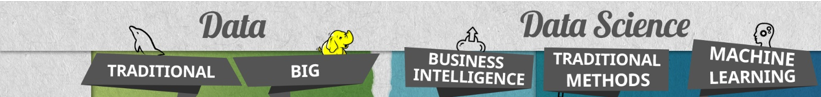 Data
Data Science
TRADITIONAL
BIG
BUSINESS
INTELLIGENCE
TRADITIONAL
METHODS
MACHINE
LEARNING